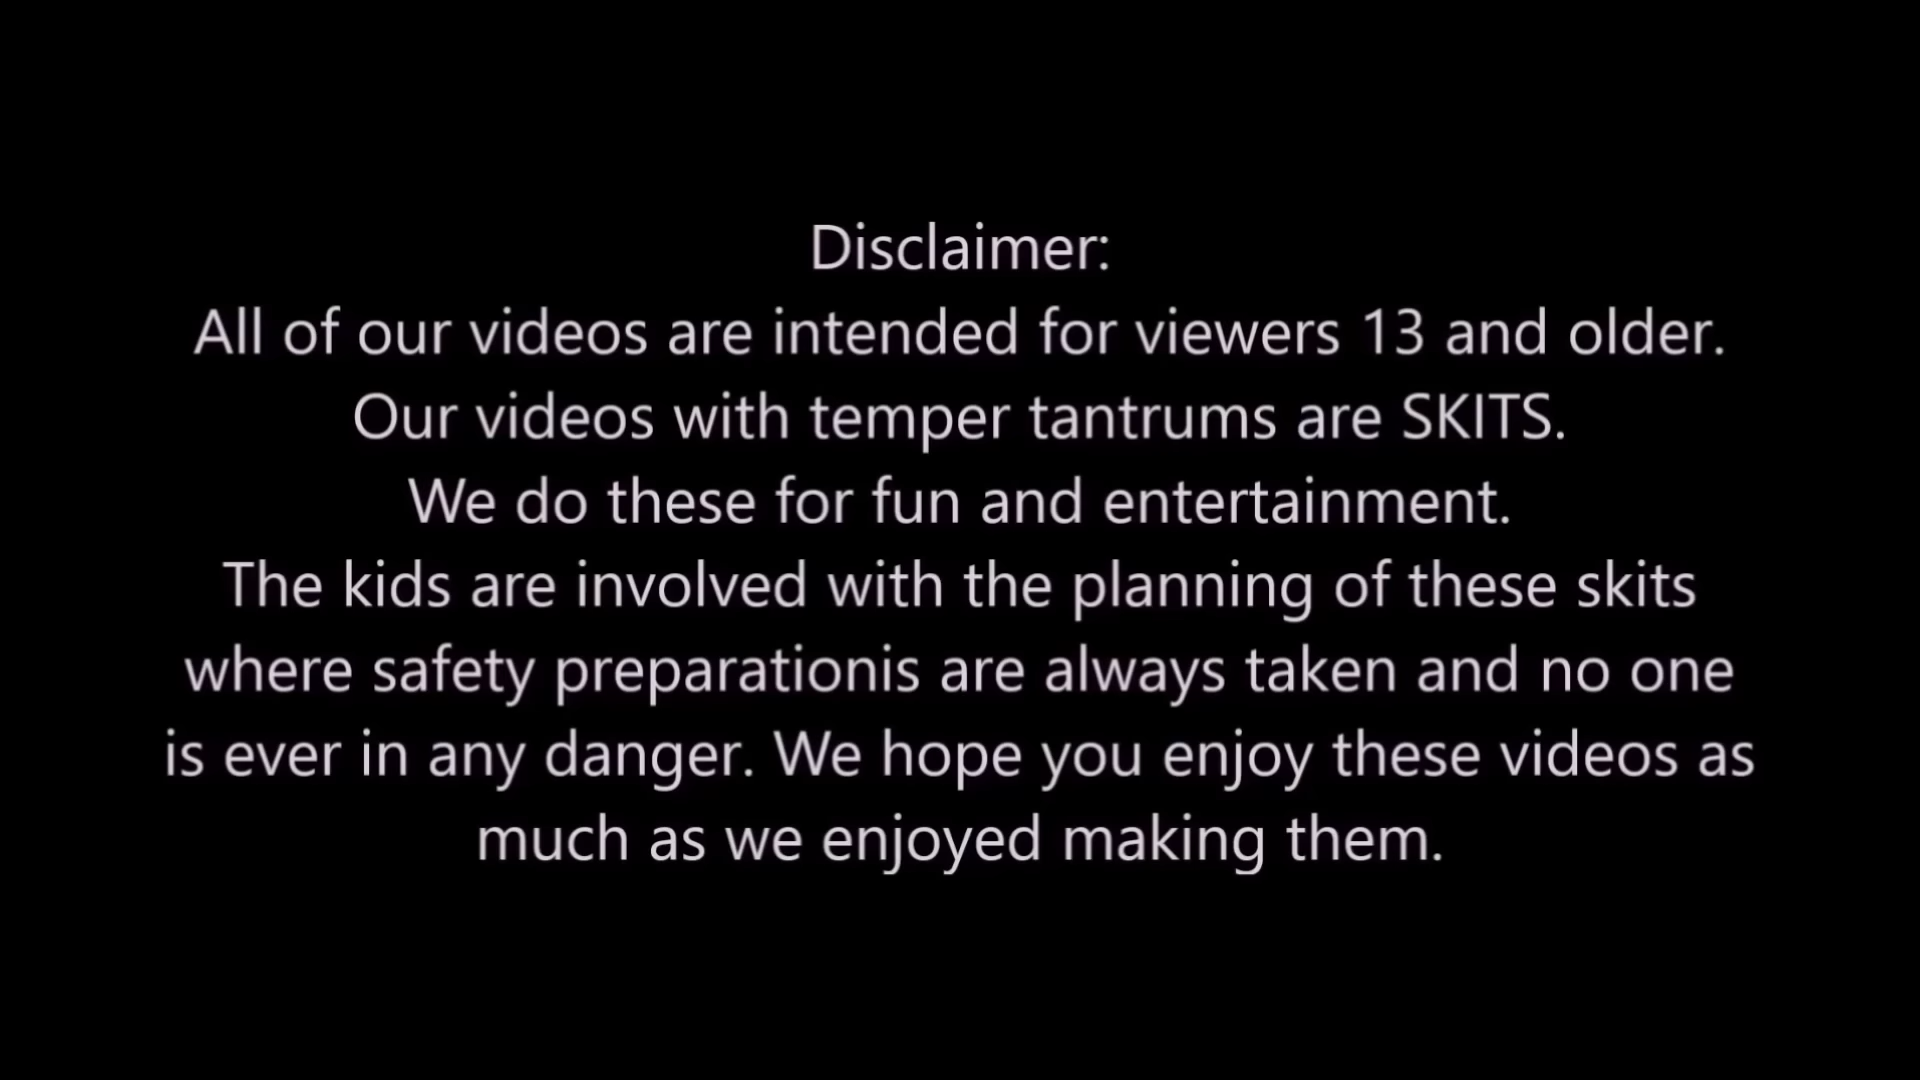 Disclaimer:
All of our videos are intended for viewers 13 and older.
Our videos with temper tantrums are SKITS.
We do these for fun and entertainment.
The kids are involved with the planning of these skits
where safety preparationis are always taken and no one
is ever in any danger. We hope you enjoy these videos as
much as we enjoyed making them.